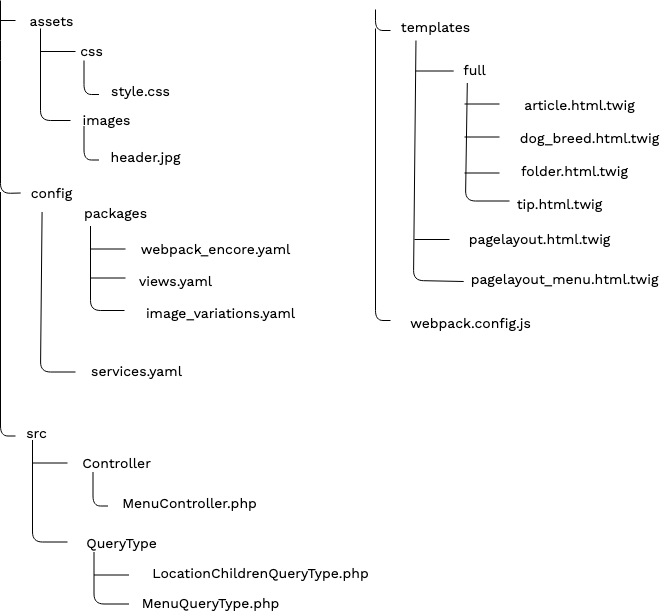 assets
css
style.css
images
header.jpg
config
packages
webpack_encore.yaml
views.yaml
image_variations.yaml
services.yaml
src
Controller
MenuController.php
QueryType
LocationChildrenQueryType.php
MenuQueryType.php
templates
full
article.html.twig
dog_breed.html.twig
folder.html.twig
tip.html.twig
pagelayout.html.twig
pagelayout_menu.html.twig
webpack.config.js